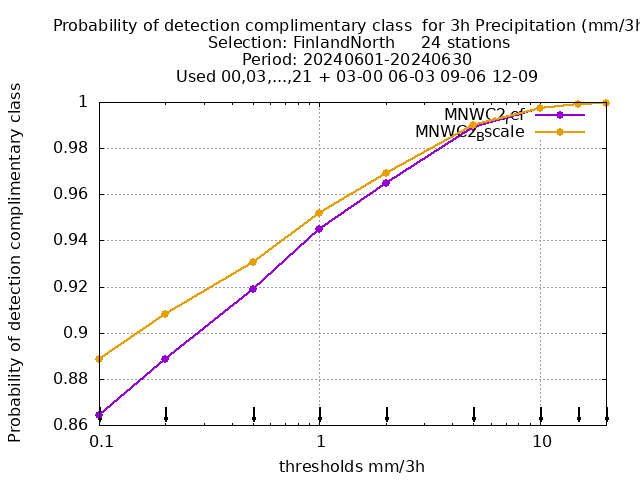 Probability of detection complimentary class for 3h Precipitation (mm/3h
Selection: FinlandNorth 24 stations
Period: 20240601-20240630
Used 00,03,...,21 + 03-00 06-03 09-06 12-09
Probability of detection complimentary class
1
0.98
0.96
0.94
0.92
0.9
0.88
0.86
0.1
1
10
thresholds mm/3h
MNWC2_ref
MNWC2_Bscale